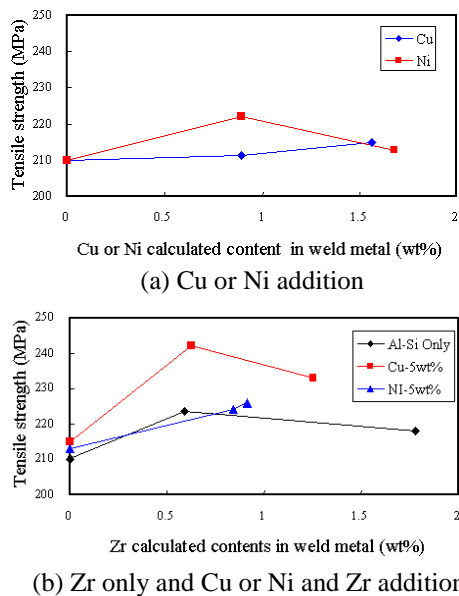 250
240
230
220
210
200
Tensile strength (MPa)
Cu
Ni
0
0.5
1
1.5
2
Cu or Ni calculated content in weld metal (wt%)
(a) Cu or Ni addition
250
240
230
220
210
200
Tensile strength (MPa)
Al-Si Only
Cu-5wt%
NI-5wt%
0
0.5
1
1.5
2
Zr calculated contents in weld metal (wt%)
(b) Zr only and Cu or Ni and Zr addition